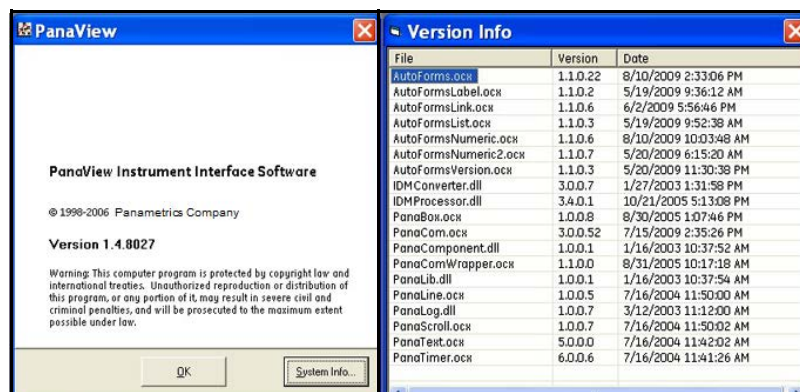 PanaView
PanaView Instrument Interface Software
© 1998-2006 Panametrics Company
Version 1.4.8027
Warning: This computer program is protected by copyright law and
international treaties. Unauthorized reproduction or distribution of
this program, or any portion of it, may result in severe civil and
criminal penalties, and will be prosecuted to the maximum extent
possible under law.
OK
System Info...
Version Info
File Version Date
AutoForms.ocx 1.1.0.22 8/10/2009 2:33:06 PM
AutoFormsLabel.ocx 1.1.0.2 5/19/2009 9:36:12 AM
AutoFormsLink.ocx 1.1.0.6 6/2/2009 5:56:46 PM
AutoFormsList.ocx 1.1.0.3 5/19/2009 9:52:38 AM
AutoFormsNumeric.ocx 1.1.0.6 8/10/2009 10:03:48 AM
AutoFormsNumeric2.ocx 1.1.0.7 5/20/2009 6:15:20 AM
AutoFormsVersion.ocx 1.1.0.3 5/20/2009 11:30:38 PM
IDMConverter.dll 3.0.0.7 1/27/2003 1:31:58 PM
IDMProcessor.dll 3.4.0.1 10/21/2005 5:13:08 PM
PanaBox.ocx 1.0.0.8 8/30/2005 1:07:46 PM
PanaCom.ocx 3.0.0.52 7/15/2009 2:35:26 PM
PanaComponent.dll 1.0.0.1 1/16/2003 10:37:52 AM
PanaComWrapper.ocx 1.1.0.0 8/31/2005 10:17:18 AM
PanaLib.dll 1.0.0.1 1/16/2003 10:37:54 AM
PanaLine.ocx 1.0.0.5 7/16/2004 11:50:00 AM
PanaLog.dll 1.0.0.7 3/12/2003 11:12:00 AM
PanaScroll.ocx 1.0.0.7 7/16/2004 11:50:02 AM
PanaText.ocx 5.0.0.0 7/16/2004 11:42:02 AM
PanaTimer.ocx 6.0.0.6 7/16/2004 11:41:26 AM